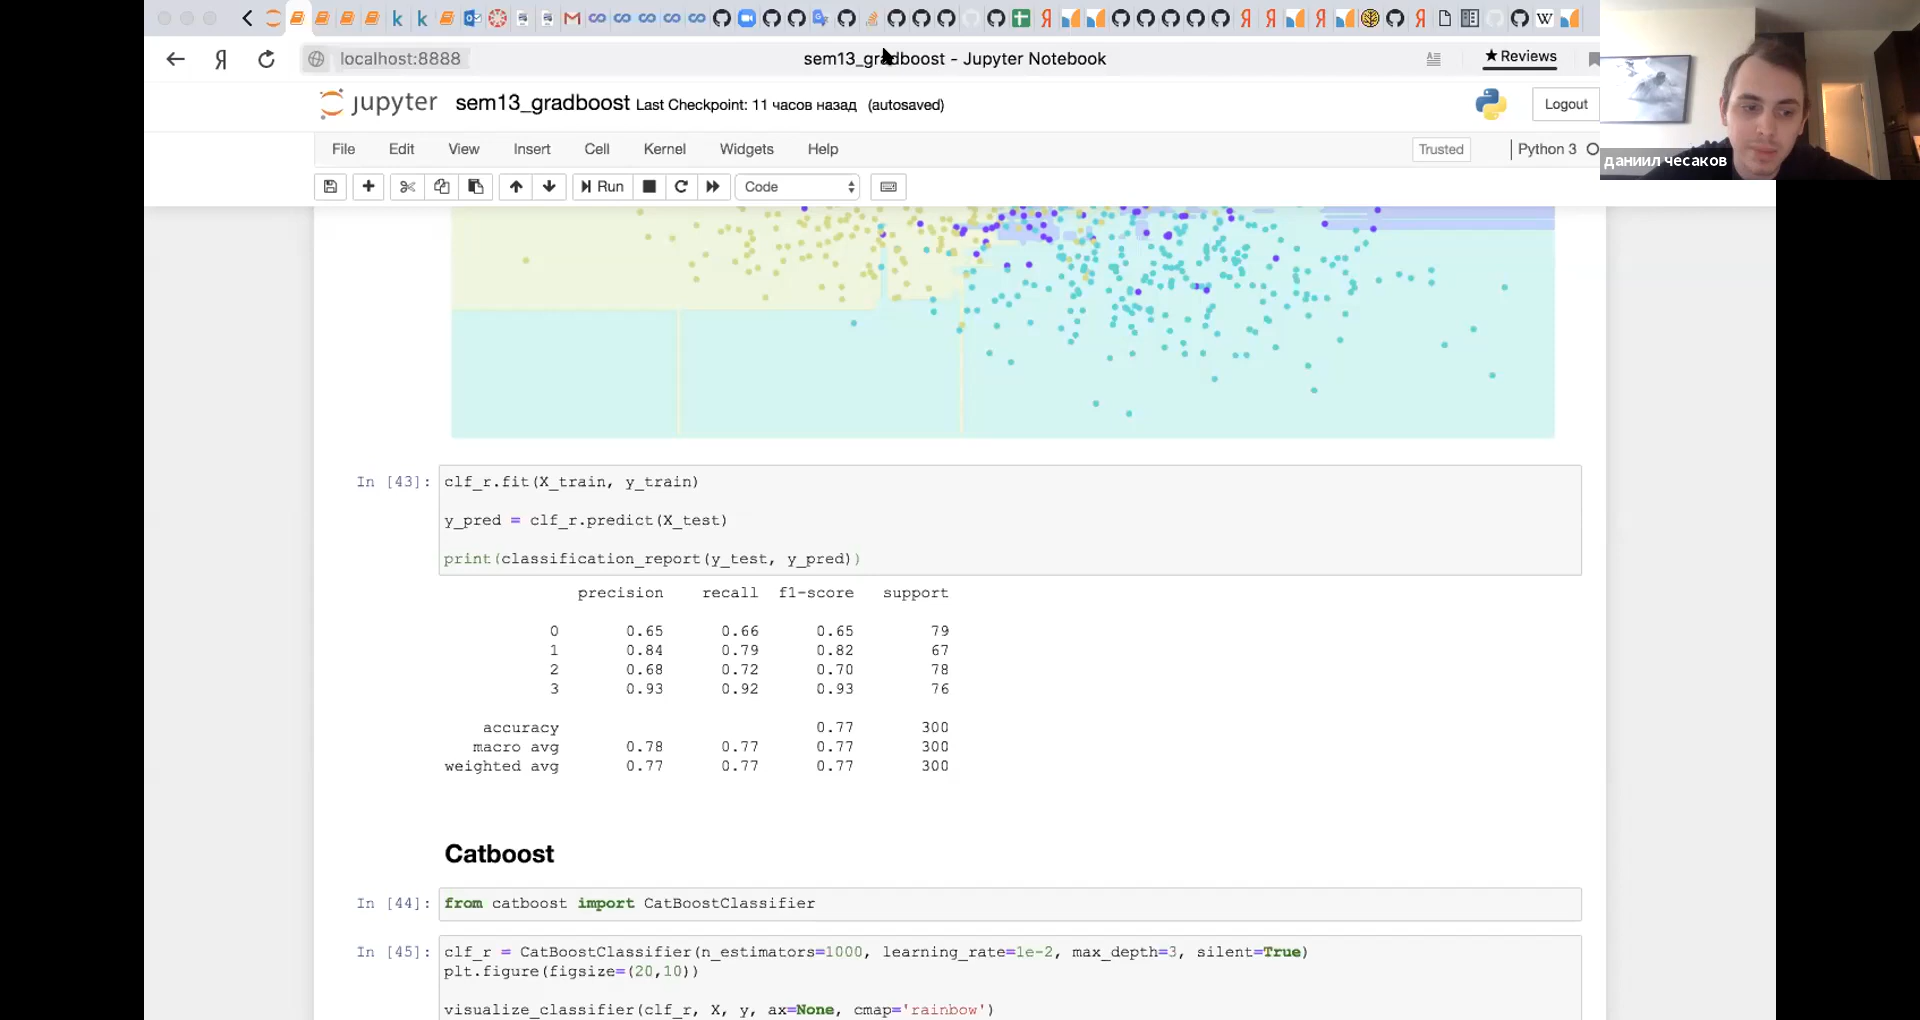 localhost:8888
sem13_gradboost - Jupyter Notebook
★Reviews
jupyter sem13_gradboost Last Checkpoint: 11 часов назад (autosaved)
Logout
File Edit View Insert Cell Kernel Widgets Help
Trusted
Python 3
даниил чесаков
Run
Code
In [43]:
clf_r.fit(X_train, y_train)
y_pred = clf_r.predict(X_test)
print(classification_report(y_test, y_pred))
precision recall f1-score support
0 0.65 0.66 0.65 79
1 0.84 0.79 0.82 67
2 0.68 0.72 0.70 78
3 0.93 0.92 0.93 76
accuracy 0.77 300
macro avg 0.78 0.77 0.77 300
weighted avg 0.77 0.77 0.77 300
Catboost
In [44]:
from catboost import CatBoostClassifier
In [45]:
clf_r = CatBoostClassifier(n_estimators=1000, learning_rate=1e-2, max_depth=3, silent=True)
plt.figure(figsize=(20,10))
visualize_classifier(clf_r, X, y, ax=None, cmap='rainbow')